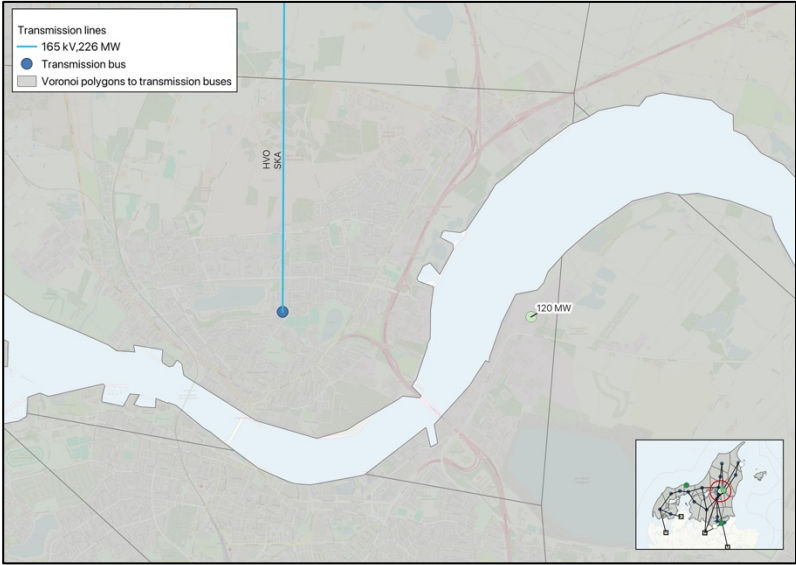 Transmission lines
165 kV,226 MW
Transmission bus
Voronoi polygons to transmission buses
HVO
SKA
120 MW